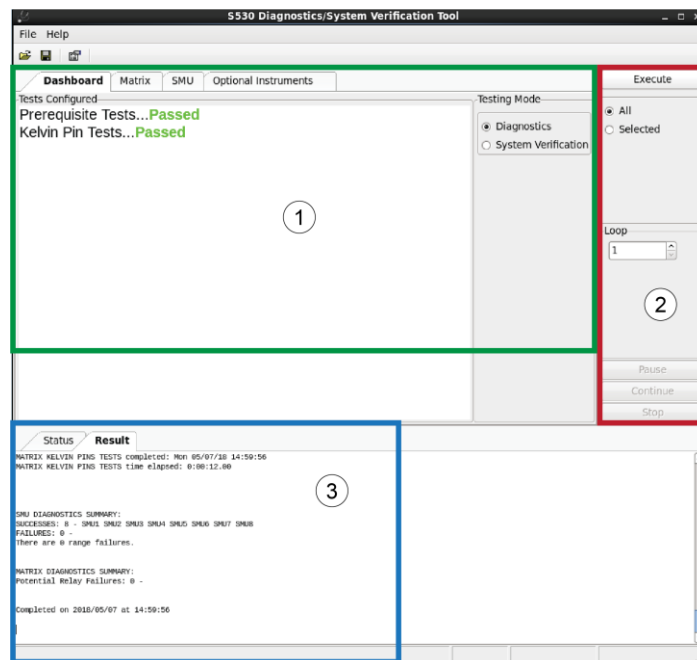 S530 Diagnostics/System Verification Tool
File Help
Dashboard Matrix SMU Optional Instruments
Execute
Tests Configured
Testing Mode
Prerequisite Tests...Passed
Kelvin Pin Tests...Passed
Diagnostics
System Verification
All
Selected
1
Loop
1
2
Pause
Continue
Stop
Status Result
MATRIX KELVIN PINS TESTS completed: Mon 05/07/18 14:59:56
MATRIX KELVIN PINS TESTS time elapsed: 0:00:12.00
3
SMU DIAGNOSTICS SUMMARY:
SUCCESSES: 8 - SMU1 SMU2 SMU3 SMU4 SMU5 SMU6 SMU7 SMU8
FAILURES: 0 -
There are 0 range failures.
MATRIX DIAGNOSTICS SUMMARY:
Potential Relay Failures: 0 -
Completed on 2018/05/07 at 14:59:56